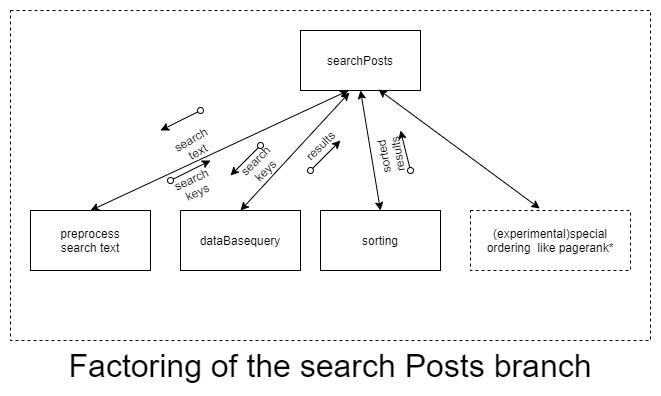 searchPosts
search
text
search
keys
search
keys
results
sorted
results
preprocess
search text
dataBasequery
sorting
(experimental)special
ordering like pagerank*
Factoring of the search Posts branch